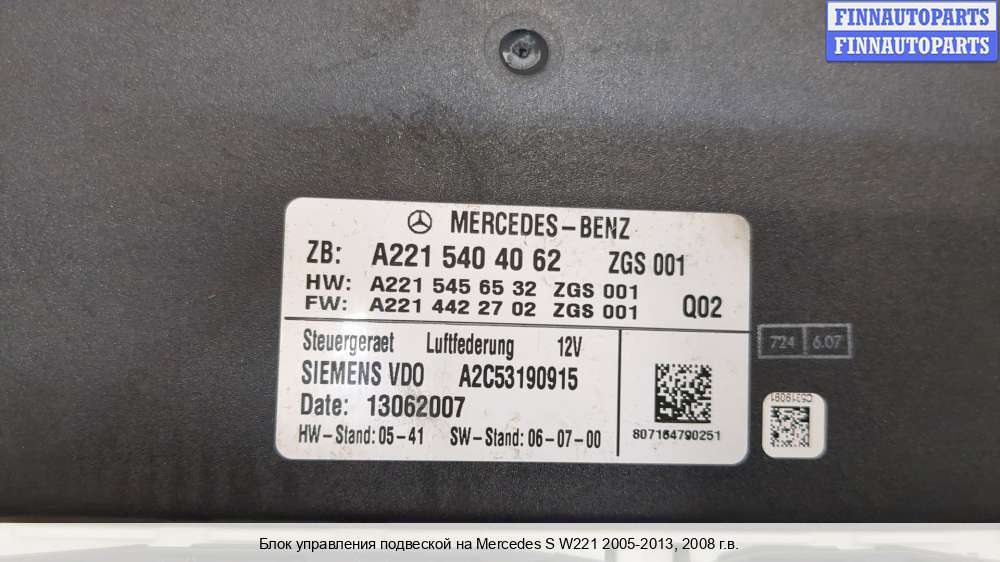 FINNAUTOPARTS
FINNAUTOPARTS
MERCEDES-BENZ
ZB: A221 540 40 62 ZGS 001
HW: A221 545 65 32 ZGS 001
FW: A221 442 27 02 ZGS 001 Q02
Steuergeraet Luftfederung 12V
SIEMENS VDO A2C53190915
Date: 13062007
HW-Stand: 05-41 SW-Stand: 06-07-00
807164790251
724 6.07
Блок управления подвеской на Mercedes S W221 2005-2013, 2008 г.в.